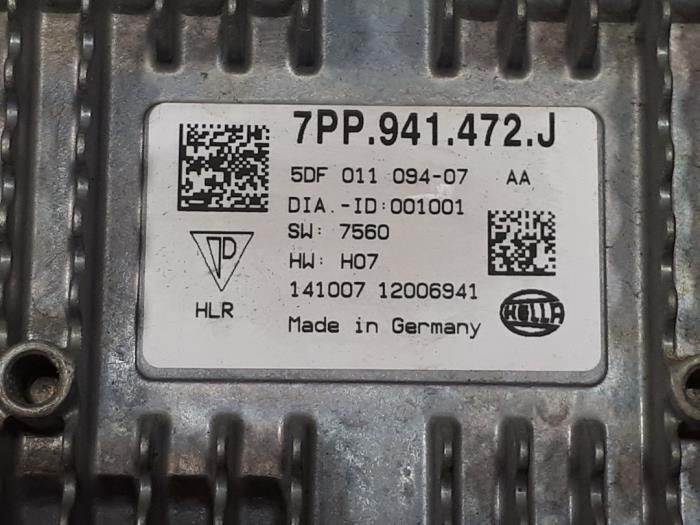 7PP.941.472.J
5DF 011 094-07 AA
DIA.-ID:001001
SW: 7560
HW: H07
141007 12006941
HLR
Made in Germany
HELLA